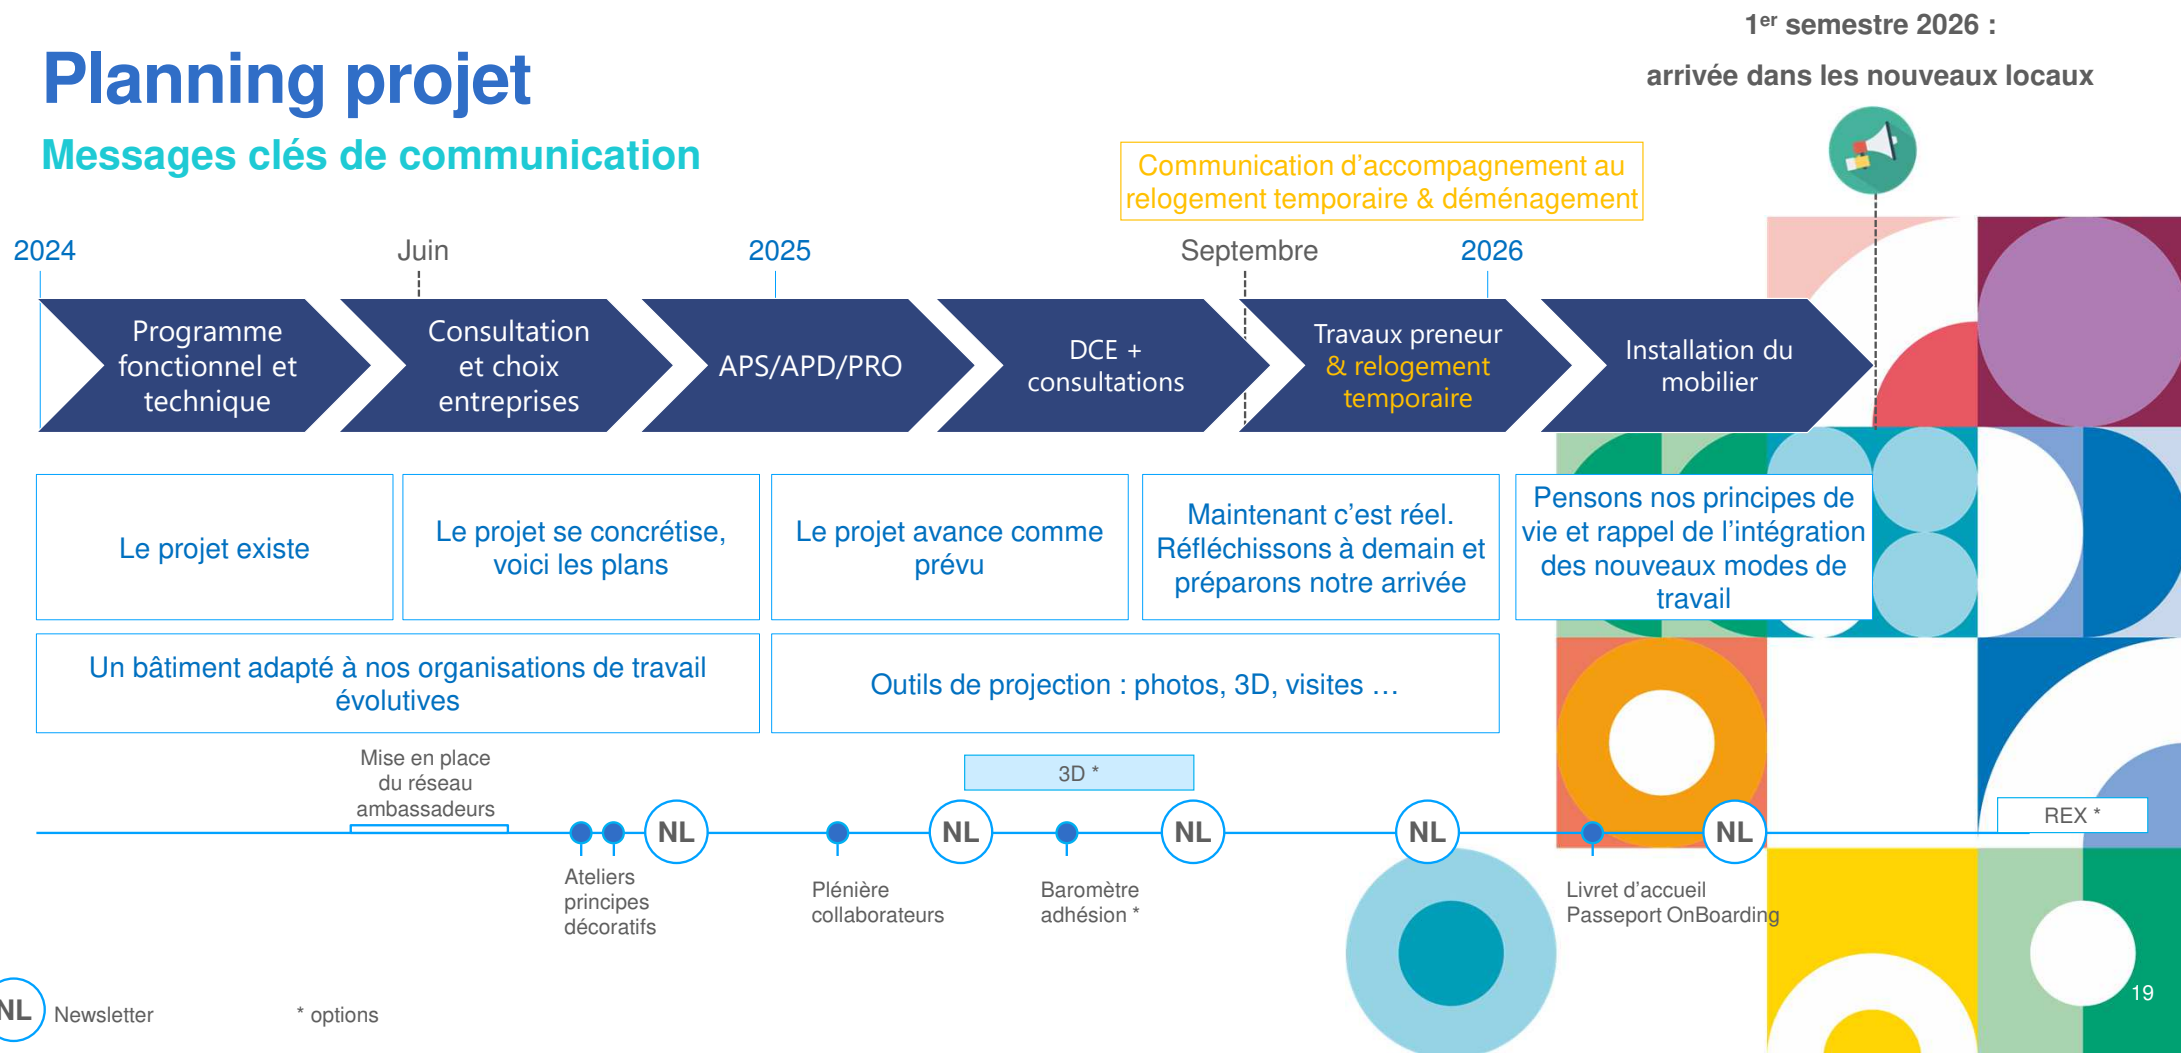 1er semestre 2026 :
arrivée dans les nouveaux locaux
Planning projet
Messages clés de communication
Communication d'accompagnement au
relogement temporaire & déménagement
2024
Juin
2025
Septembre
2026
Programme
fonctionnel et
technique
Consultation
et choix
entreprises
APS/APD/PRO
DCE +
consultations
Travaux preneur
& relogement
temporaire
Installation du
mobilier
Le projet existe
Le projet se concrétise,
voici les plans
Le projet avance comme
prévu
Maintenant c'est réel.
Réfléchissons à demain et
préparons notre arrivée
Pensons nos principes de
vie et rappel de l'intégration
des nouveaux modes de
travail
Un bâtiment adapté à nos organisations de travail
évolutives
Outils de projection : photos, 3D, visites …
Mise en place
du réseau
ambassadeurs
3D *
REX *
NL
NL
NL
NL
NL
Ateliers
principes
décoratifs
Plénière
collaborateurs
Baromètre
adhésion *
Livret d'accueil
Passeport OnBoarding
NL
Newsletter
* options
19